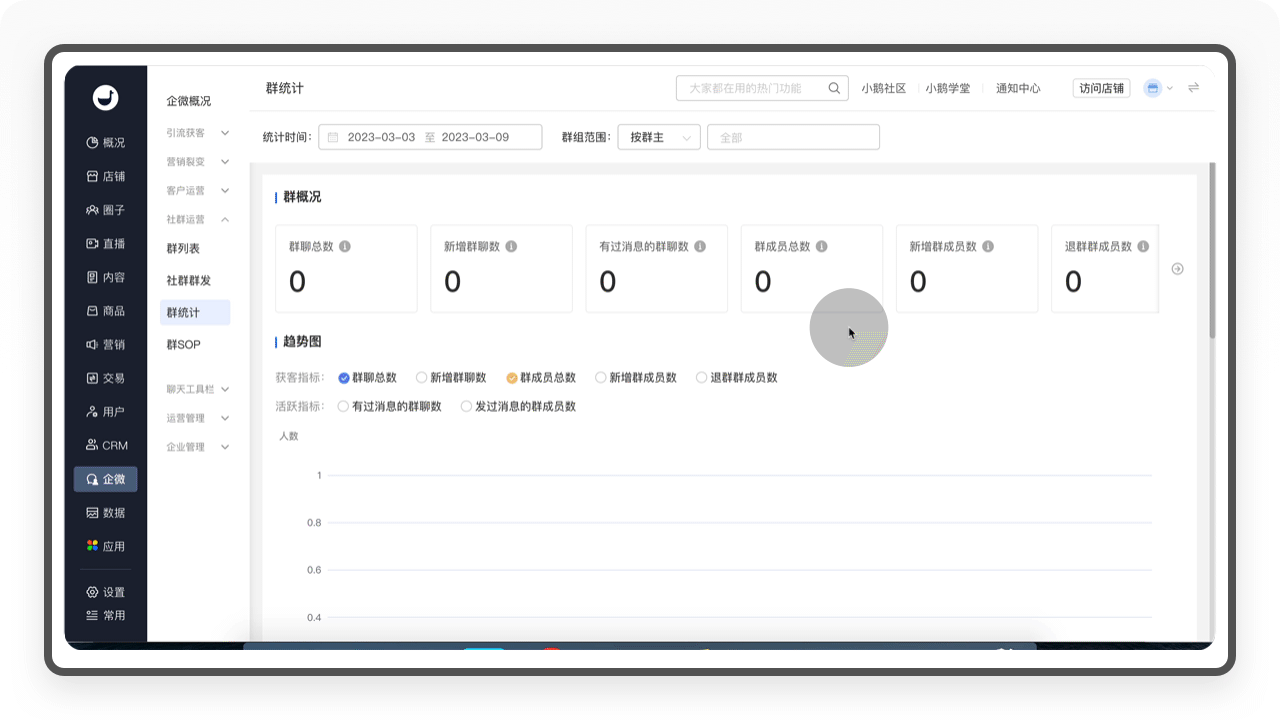 群统计
大家都在用的热门功能
小鹅社区
小鹅学堂
通知中心
访问店铺
概况
店铺
圈子
直播
内容
商品
营销
交易
用户
CRM
企微
数据
应用
设置
常用
企微概况
引流获客
营销裂变
客户运营
社群运营
群列表
社群群发
群统计
群SOP
聊天工具栏
运营管理
企业管理
统计时间: 2023-03-03 至 2023-03-09 群组范围: 按群主 全部
群概况
群聊总数 新增群聊数 有过消息的群聊数 群成员总数 新增群成员数 退群群成员数
0 0 0 0 0 0
趋势图
获客指标: 群聊总数 新增群聊数 群成员总数 新增群成员数 退群群成员数
活跃指标: 有过消息的群聊数 发过消息的群成员数
人数
1
0.8
0.6
0.4